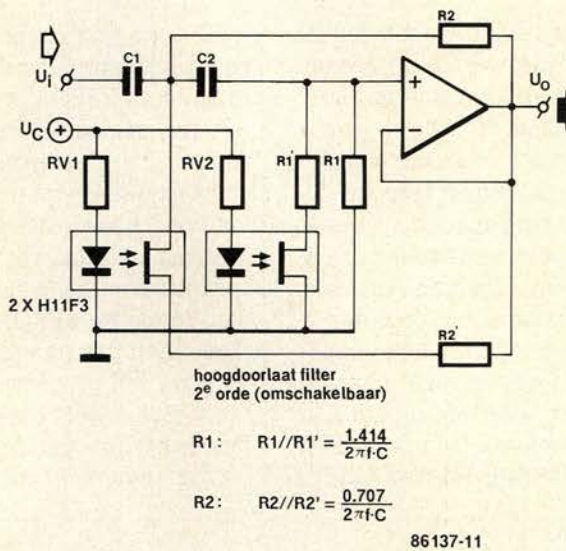 R2
Ui
C1
C2
Uo
+
−
UC +
RV1
RV2
R1'
R1
2 X H11F3
R2'
hoogdoorlaat filter
2e orde (omschakelbaar)
R1: R1//R1' = 1.414 / 2πf·C
R2: R2//R2' = 0.707 / 2πf·C
86137-11